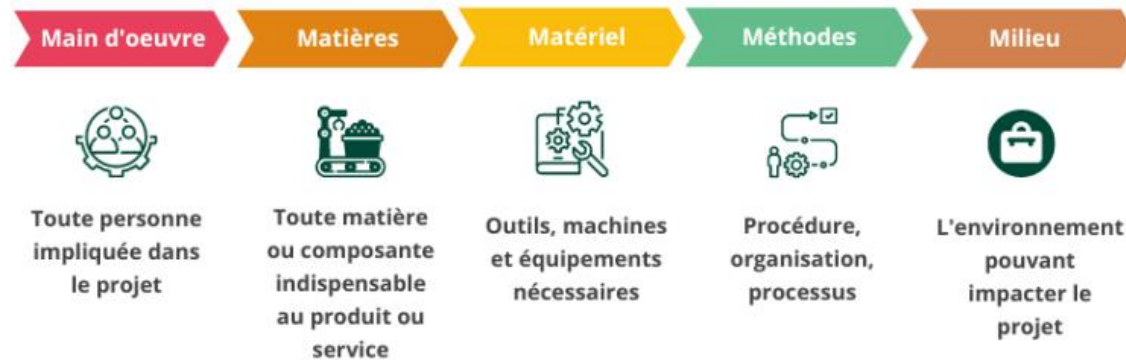 Main d'oeuvre
Matières
Matériel
Méthodes
Milieu
Toute personne
impliquée dans
le projet
Toute matière
ou composante
indispensable
au produit ou
service
Outils, machines
et équipements
nécessaires
Procédure,
organisation,
processus
L'environnement
pouvant
impacter le
projet